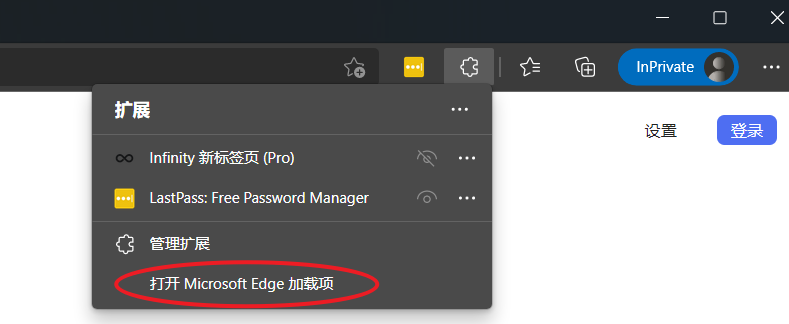 InPrivate
扩展
设置
登录
Infinity 新标签页 (Pro)
LastPass: Free Password Manager
管理扩展
打开 Microsoft Edge 加载项